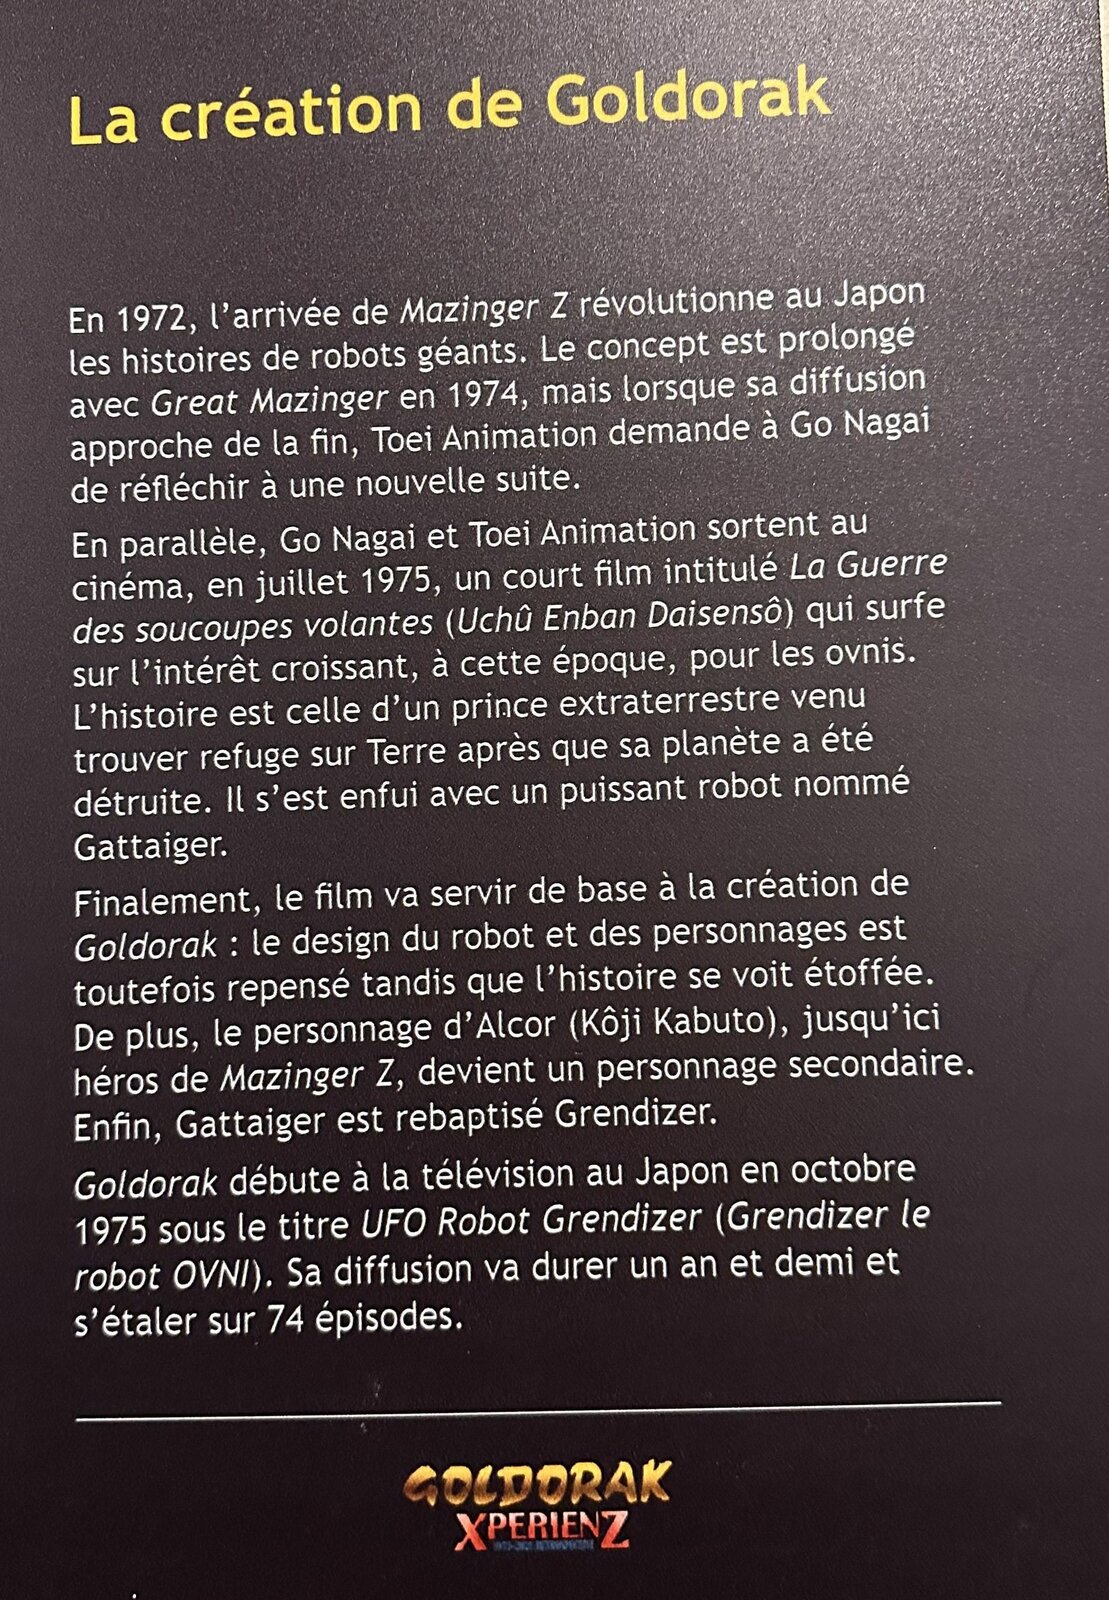 La création de Goldorak
En 1972, l'arrivée de Mazinger Z révolutionne au Japon
les histoires de robots géants. Le concept est prolongé
avec Great Mazinger en 1974, mais lorsque sa diffusion
approche de la fin, Toei Animation demande à Go Nagai
de réfléchir à une nouvelle suite.
En parallèle, Go Nagai et Toei Animation sortent au
cinéma, en juillet 1975, un court film intitulé La Guerre
des soucoupes volantes (Uchû Enban Daisensô) qui surfe
sur l'intérêt croissant, à cette époque, pour les ovnis.
L'histoire est celle d'un prince extraterrestre venu
trouver refuge sur Terre après que sa planète a été
détruite. Il s'est enfui avec un puissant robot nommé
Gattaiger.
Finalement, le film va servir de base à la création de
Goldorak : le design du robot et des personnages est
toutefois repensé tandis que l'histoire se voit étoffée.
De plus, le personnage d'Alcor (Kôji Kabuto), jusqu'ici
héros de Mazinger Z, devient un personnage secondaire.
Enfin, Gattaiger est rebaptisé Grendizer.
Goldorak débute à la télévision au Japon en octobre
1975 sous le titre UFO Robot Grendizer (Grendizer le
robot OVNI). Sa diffusion va durer un an et demi et
s'étaler sur 74 épisodes.
GOLDORAK
XPERIENZ